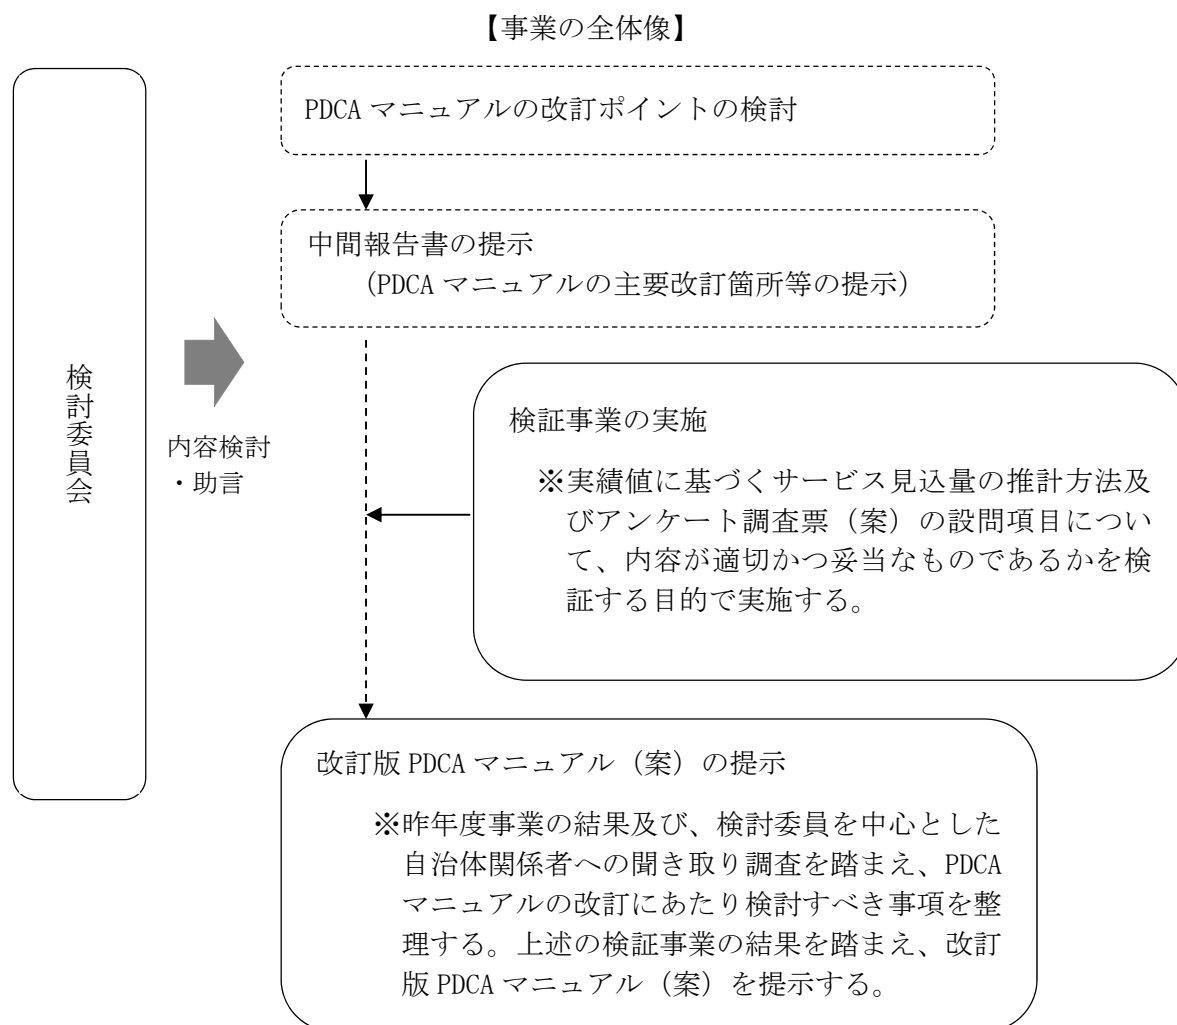 【事業の全体像】
PDCA マニュアルの改訂ポイントの検討
中間報告書の提示
（PDCA マニュアルの主要改訂箇所等の提示）
検討委員会
内容検討
・助言
検証事業の実施
※実績値に基づくサービス見込量の推計方法及
びアンケート調査票（案）の設問項目につい
て、内容が適切かつ妥当なものであるかを検
証する目的で実施する。
改訂版 PDCA マニュアル（案）の提示
※昨年度事業の結果及び、検討委員を中心とした
自治体関係者への聞き取り調査を踏まえ、PDCA
マニュアルの改訂にあたり検討すべき事項を整
理する。上述の検証事業の結果を踏まえ、改訂
版 PDCA マニュアル（案）を提示する。